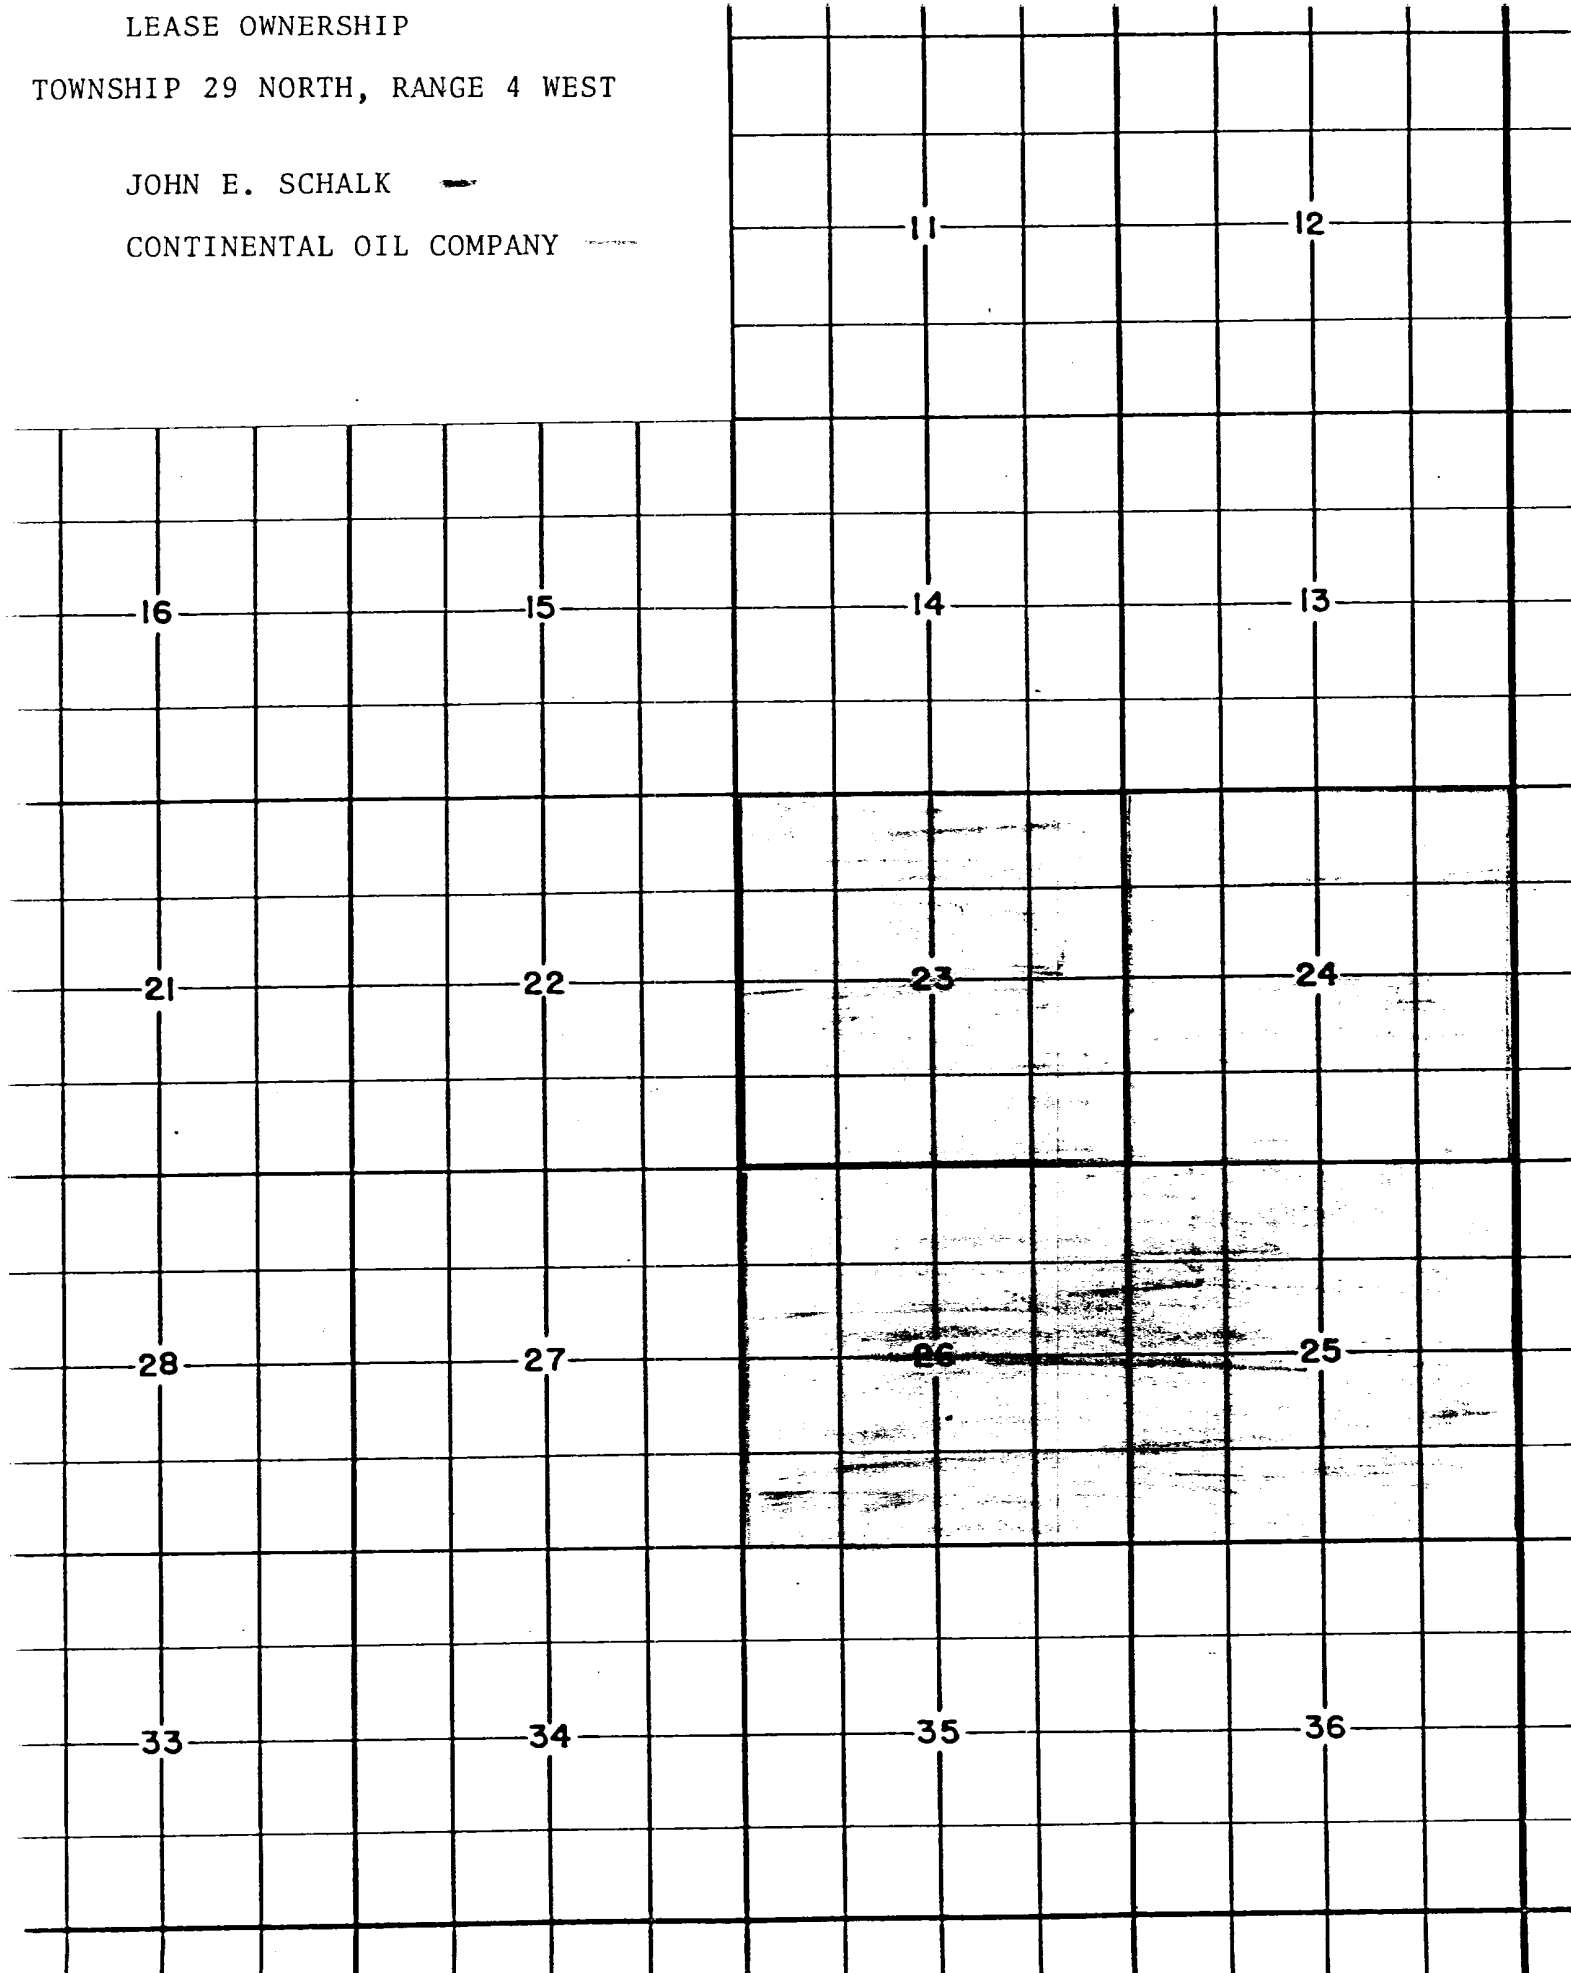 LEASE OWNERSHIP
TOWNSHIP 29 NORTH, RANGE 4 WEST
JOHN E. SCHALK
CONTINENTAL OIL COMPANY
11 12
16 15 14 13
21 22 23 24
28 27 26 25
33 34 35 36